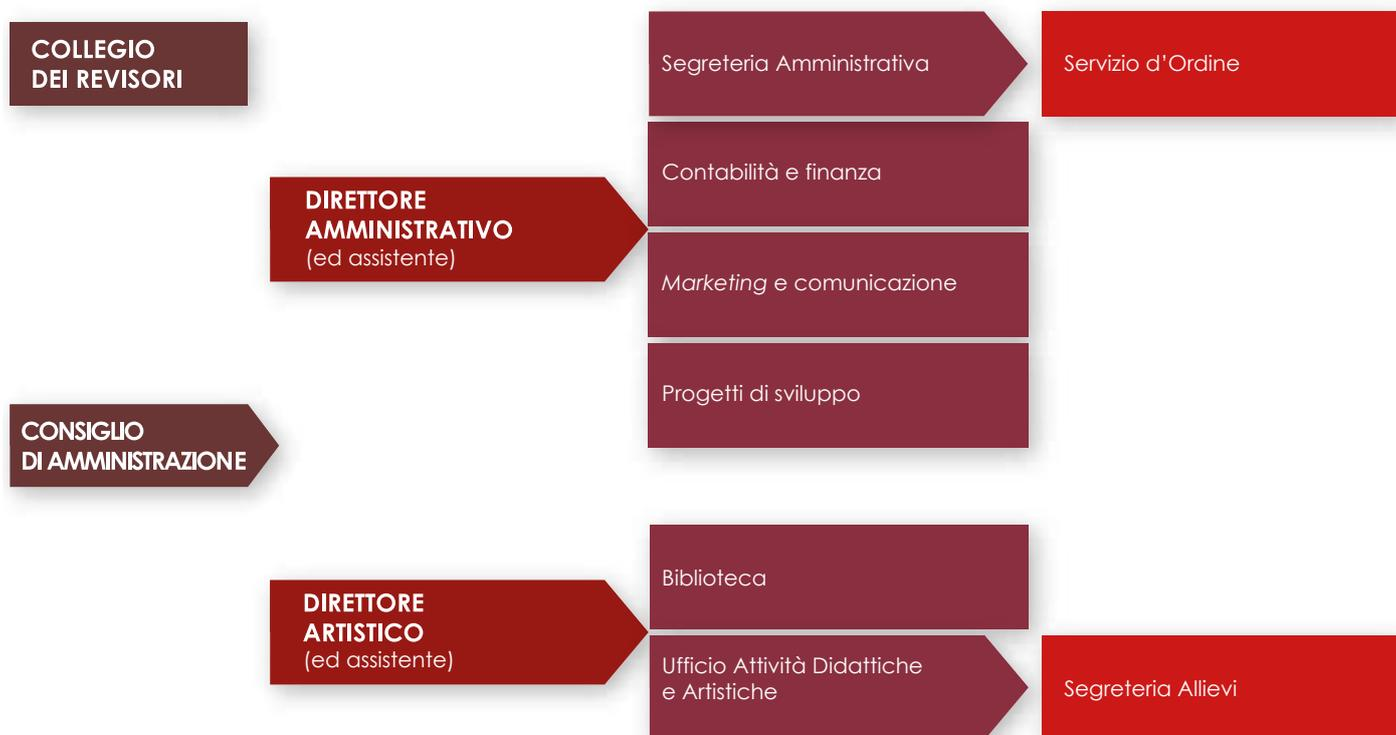 COLLEGIO
DEI REVISORI
Segreteria Amministrativa
Servizio d’Ordine
Contabilità e finanza
DIRETTORE
AMMINISTRATIVO
(ed assistente)
Marketing e comunicazione
Progetti di sviluppo
CONSIGLIO
DI AMMINISTRAZIONE
Biblioteca
DIRETTORE
ARTISTICO
(ed assistente)
Ufficio Attività Didattiche
e Artistiche
Segreteria Allievi